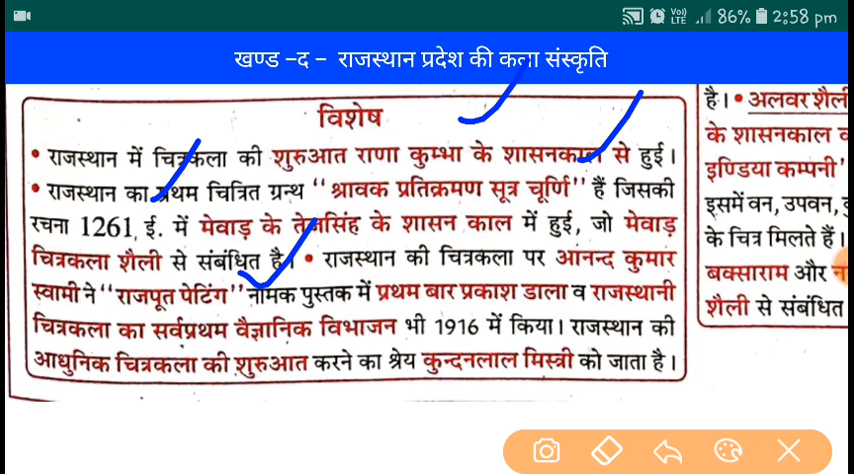 Voo)
LTE
86%
2:58 pm
खण्ड –द – राजस्थान प्रदेश की कला संस्कृति
विशेष
• राजस्थान में चित्रकला की शुरुआत राणा कुम्भा के शासनकाल से हुई।
• राजस्थान का प्रथम चित्रित ग्रन्थ ‘‘श्रावक प्रतिक्रमण सूत्र चूर्णि’’ हैं जिसकी
रचना 1261 ई. में मेवाड़ के तेजसिंह के शासन काल में हुई, जो मेवाड़
चित्रकला शैली से संबंधित है। • राजस्थान की चित्रकला पर आनन्द कुमार
स्वामी ने ‘‘राजपूत पेटिंग’’ नामक पुस्तक में प्रथम बार प्रकाश डाला व राजस्थानी
चित्रकला का सर्वप्रथम वैज्ञानिक विभाजन भी 1916 में किया। राजस्थान की
आधुनिक चित्रकला की शुरुआत करने का श्रेय कुन्दनलाल मिस्त्री को जाता है।
है। • अलवर शैली
के शासनकाल
इण्डिया कम्पनी’
इसमें वन, उपवन,
के चित्र मिलते हैं।
बक्साराम और
शैली से संबंधित